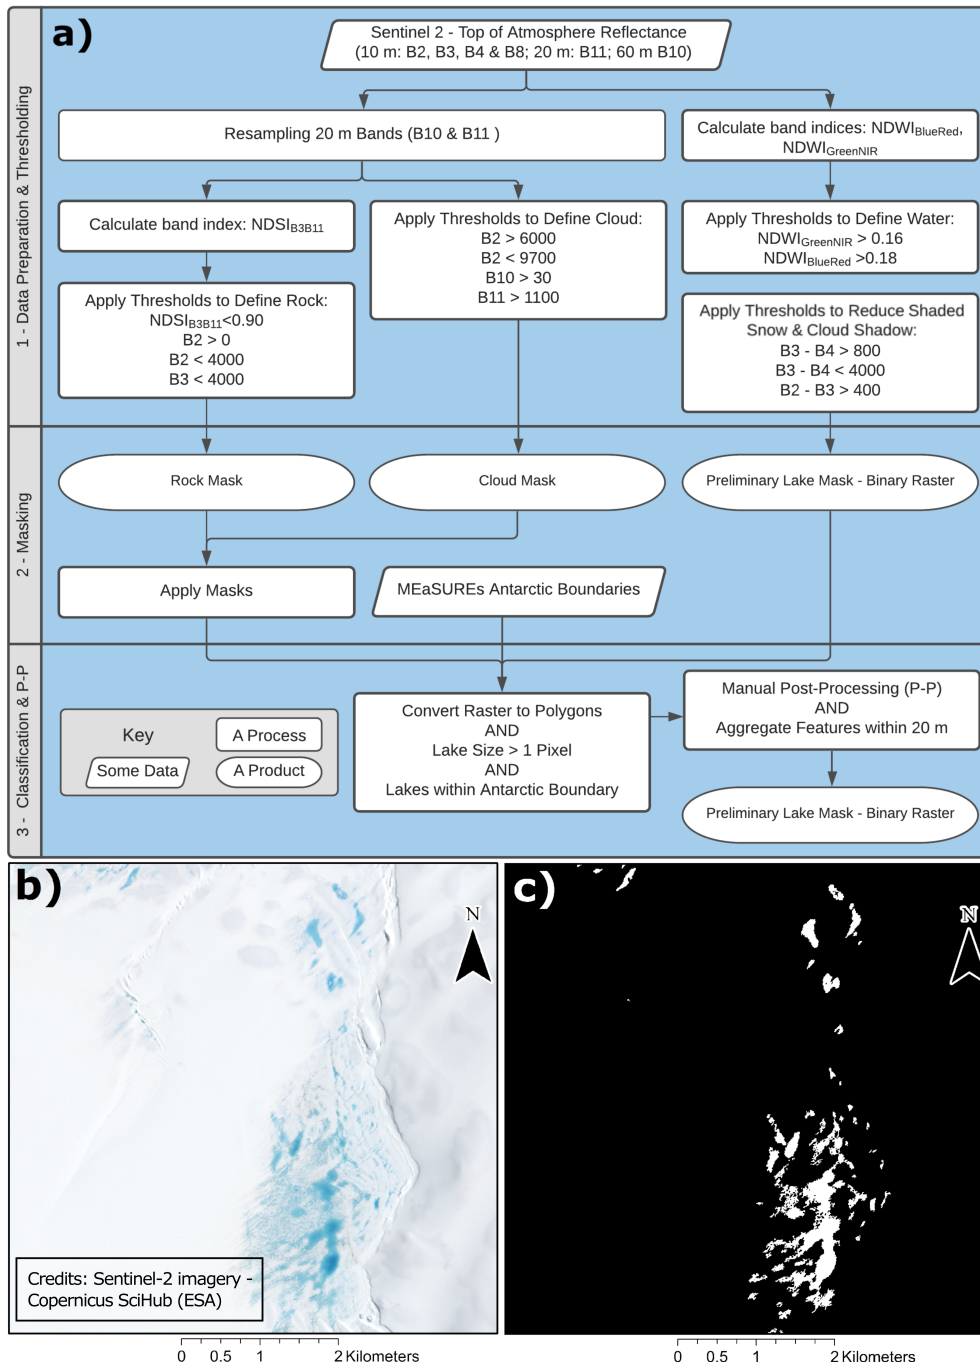 a)
Sentinel 2 - Top of Atmosphere Reflectance
(10 m: B2, B3, B4 & B8; 20 m: B11; 60 m B10)
1 - Data Preparation & Thresholding
Resampling 20 m Bands (B10 & B11 )
Calculate band indices: NDWIBlueRed,
NDWIGreenNIR
Calculate band index: NDSIB3B11
Apply Thresholds to Define Cloud:
B2 > 6000
B2 < 9700
B10 > 30
B11 > 1100
Apply Thresholds to Define Water:
NDWIGreenNIR > 0.16
NDWIBlueRed >0.18
Apply Thresholds to Define Rock:
NDSIB3B11<0.90
B2 > 0
B2 < 4000
B3 < 4000
Apply Thresholds to Reduce Shaded
Snow & Cloud Shadow:
B3 - B4 > 800
B3 - B4 < 4000
B2 - B3 > 400
2 - Masking
Rock Mask
Cloud Mask
Preliminary Lake Mask - Binary Raster
Apply Masks
MEaSUREs Antarctic Boundaries
3 - Classification & P-P
Key
A Process
Some Data
A Product
Convert Raster to Polygons
AND
Lake Size > 1 Pixel
AND
Lakes within Antarctic Boundary
Manual Post-Processing (P-P)
AND
Aggregate Features within 20 m
Preliminary Lake Mask - Binary Raster
b)
N
Credits: Sentinel-2 imagery -
Copernicus SciHub (ESA)
0 0.5 1 2 Kilometers
c)
N
0 0.5 1 2 Kilometers